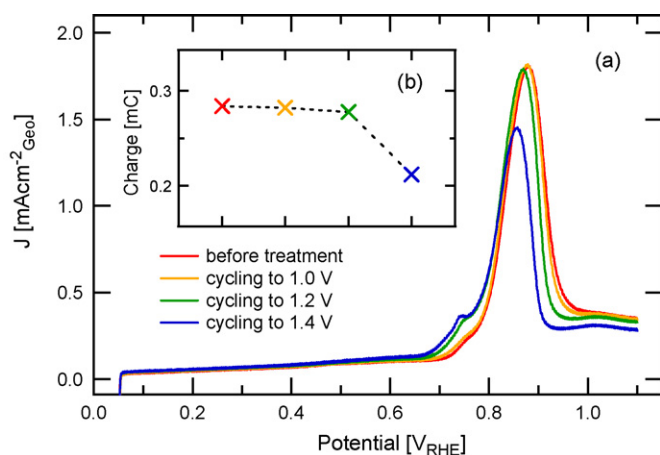 2.0
1.5
1.0
0.5
0.0
J [mAcm⁻²Geo]
(a)
(b)
0.3
0.2
Charge [mC]
before treatment
cycling to 1.0 V
cycling to 1.2 V
cycling to 1.4 V
0.0 0.2 0.4 0.6 0.8 1.0
Potential [VRHE]